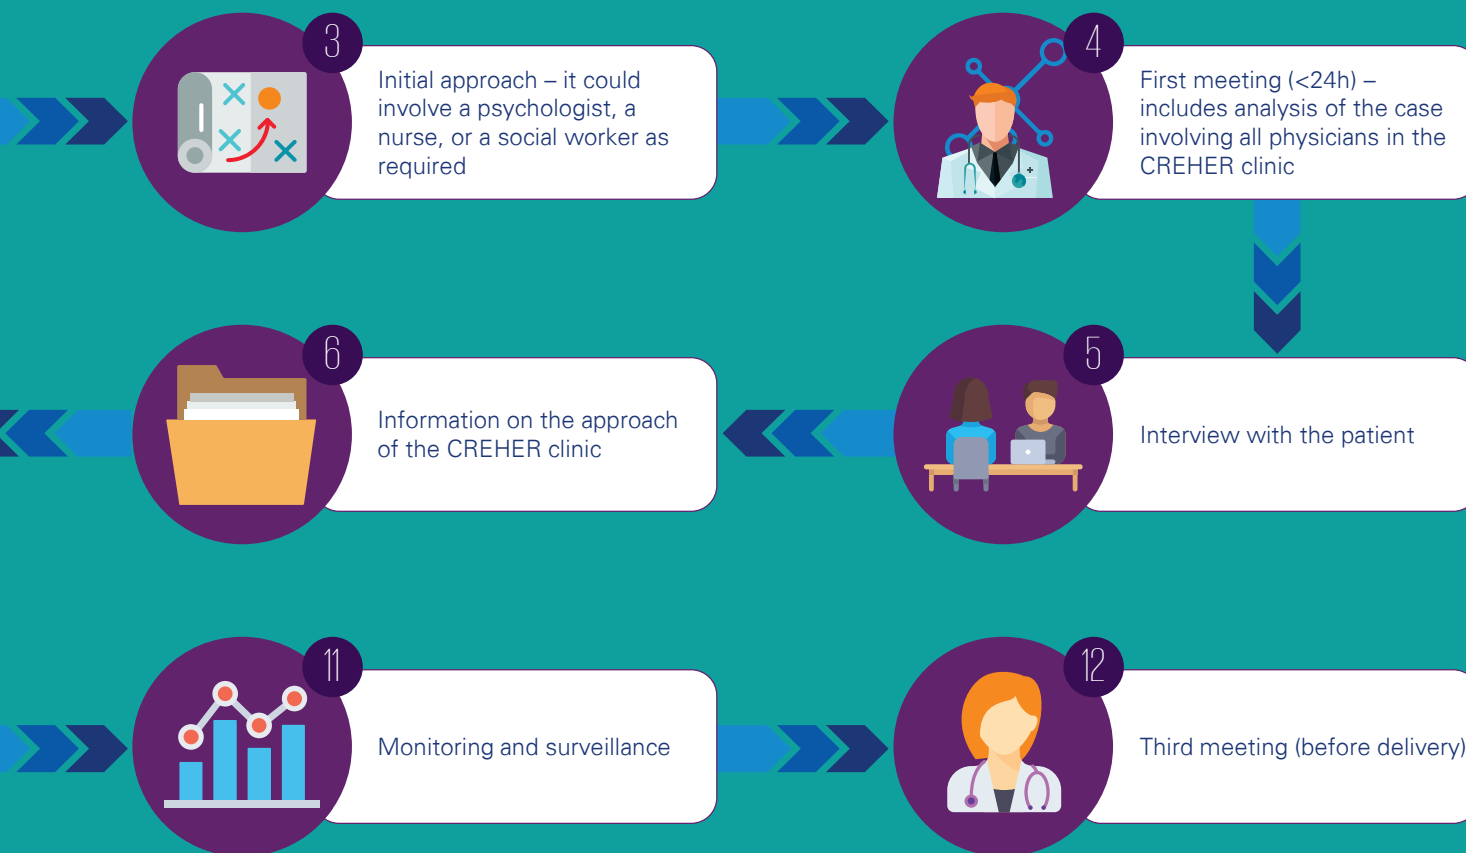 3
Initial approach – it could
involve a psychologist, a
nurse, or a social worker as
required
4
First meeting (<24h) –
includes analysis of the case
involving all physicians in the
CREHER clinic
5
Interview with the patient
6
Information on the approach
of the CREHER clinic
11
Monitoring and surveillance
12
Third meeting (before delivery)